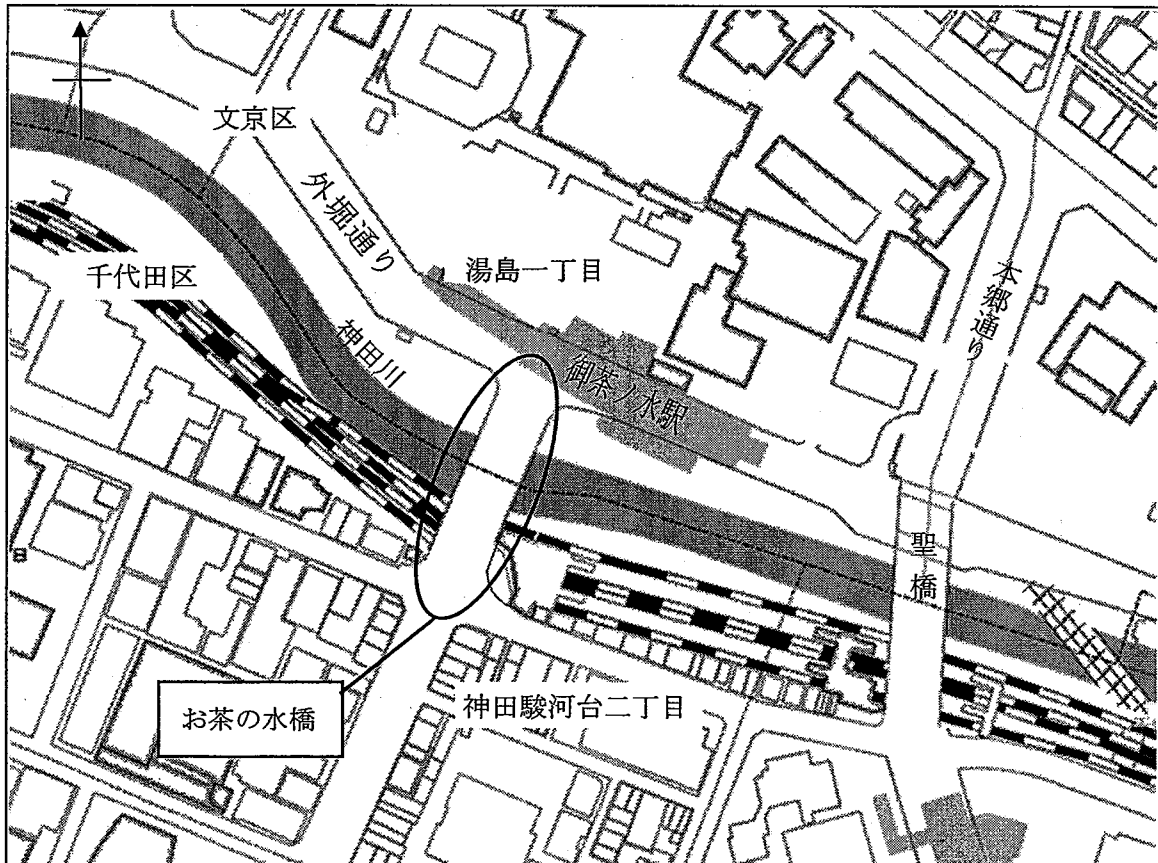 文京区
外堀通り
千代田区
湯島一丁目
本郷通り
神田川
御茶ノ水駅
聖橋
お茶の水橋
神田駿河台二丁目